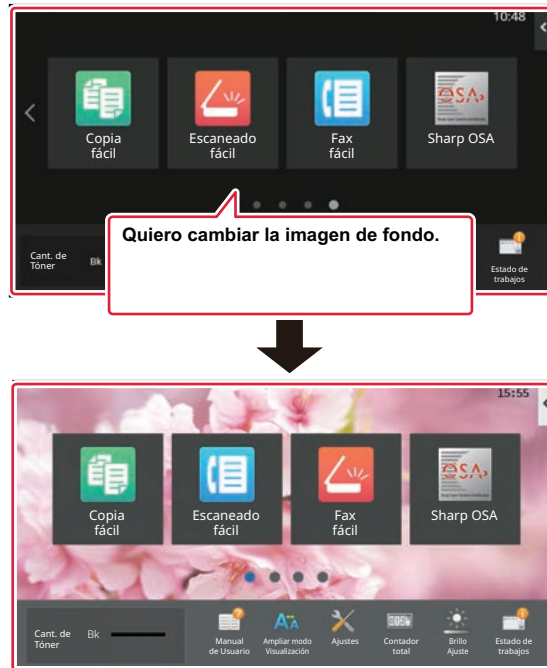 10:48
Copia
fácil
Escaneado
fácil
Fax
fácil
Sharp OSA
Quiero cambiar la imagen de fondo.
Cant. de
Tóner
Bk
Estado de
trabajos
15:55
Copia
fácil
Escaneado
fácil
Fax
fácil
Sharp OSA
Cant. de
Tóner
Bk
Manual
de Usuario
Ampliar modo
Visualización
Ajustes
Contador
total
Brillo
Ajuste
Estado de
trabajos